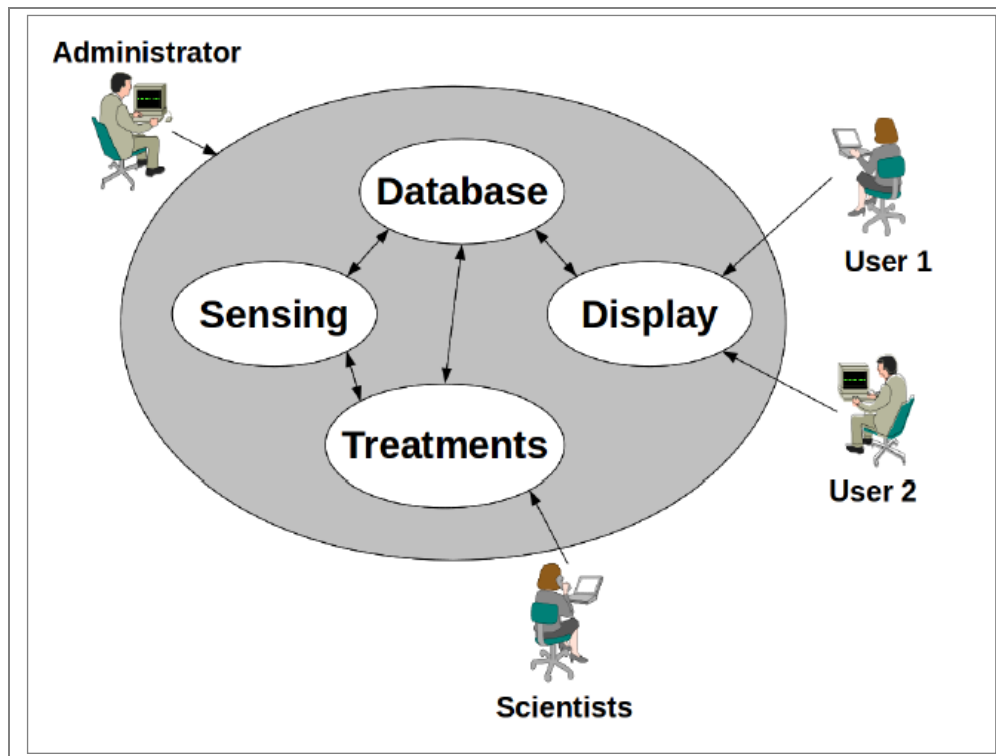 Administrator
Database
User 1
Sensing
Display
Treatments
User 2
Scientists